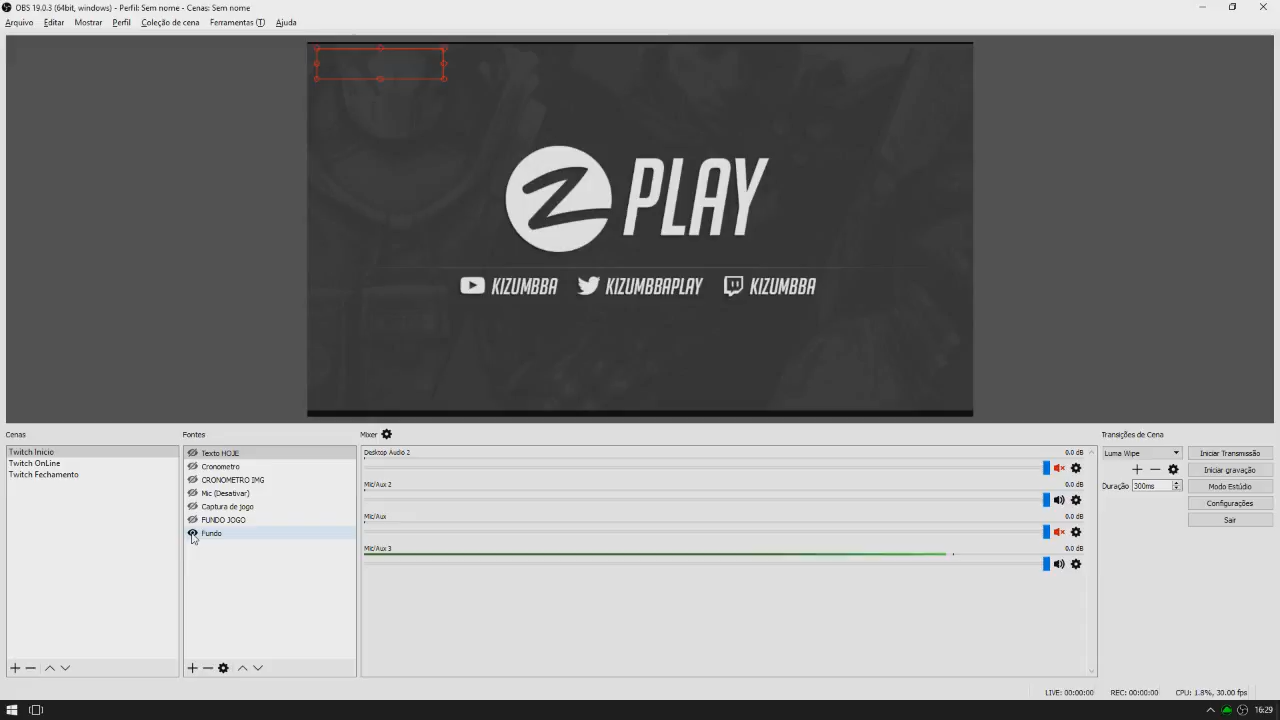 OBS 19.0.3 (64bit, windows) - Perfil: Sem nome - Cenas: Sem nome
Arquivo Editar Mostrar Perfil Coleção de cena Ferramentas (T) Ajuda
Z PLAY
KIZUMBBA KIZUMBBAPLAY KIZUMBBA
Cenas
Twitch Inicio
Twitch OnLine
Twitch Fechamento
Fontes
Texto HOJE
Cronometro
CRONOMETRO IMG
Mic (Desativar)
Captura de jogo
FUNDO JOGO
Fundo
Mixer
Desktop Audio 2 0.0 dB
Mic/Aux 2 0.0 dB
Mic/Aux 0.0 dB
Mic/Aux 3 0.0 dB
Transições de Cena
Luma Wipe
Duração 300ms
Iniciar Transmissão
Iniciar gravação
Modo Estúdio
Configurações
Sair
LIVE: 00:00:00 REC: 00:00:00 CPU: 1.8%, 30.00 fps
16:29